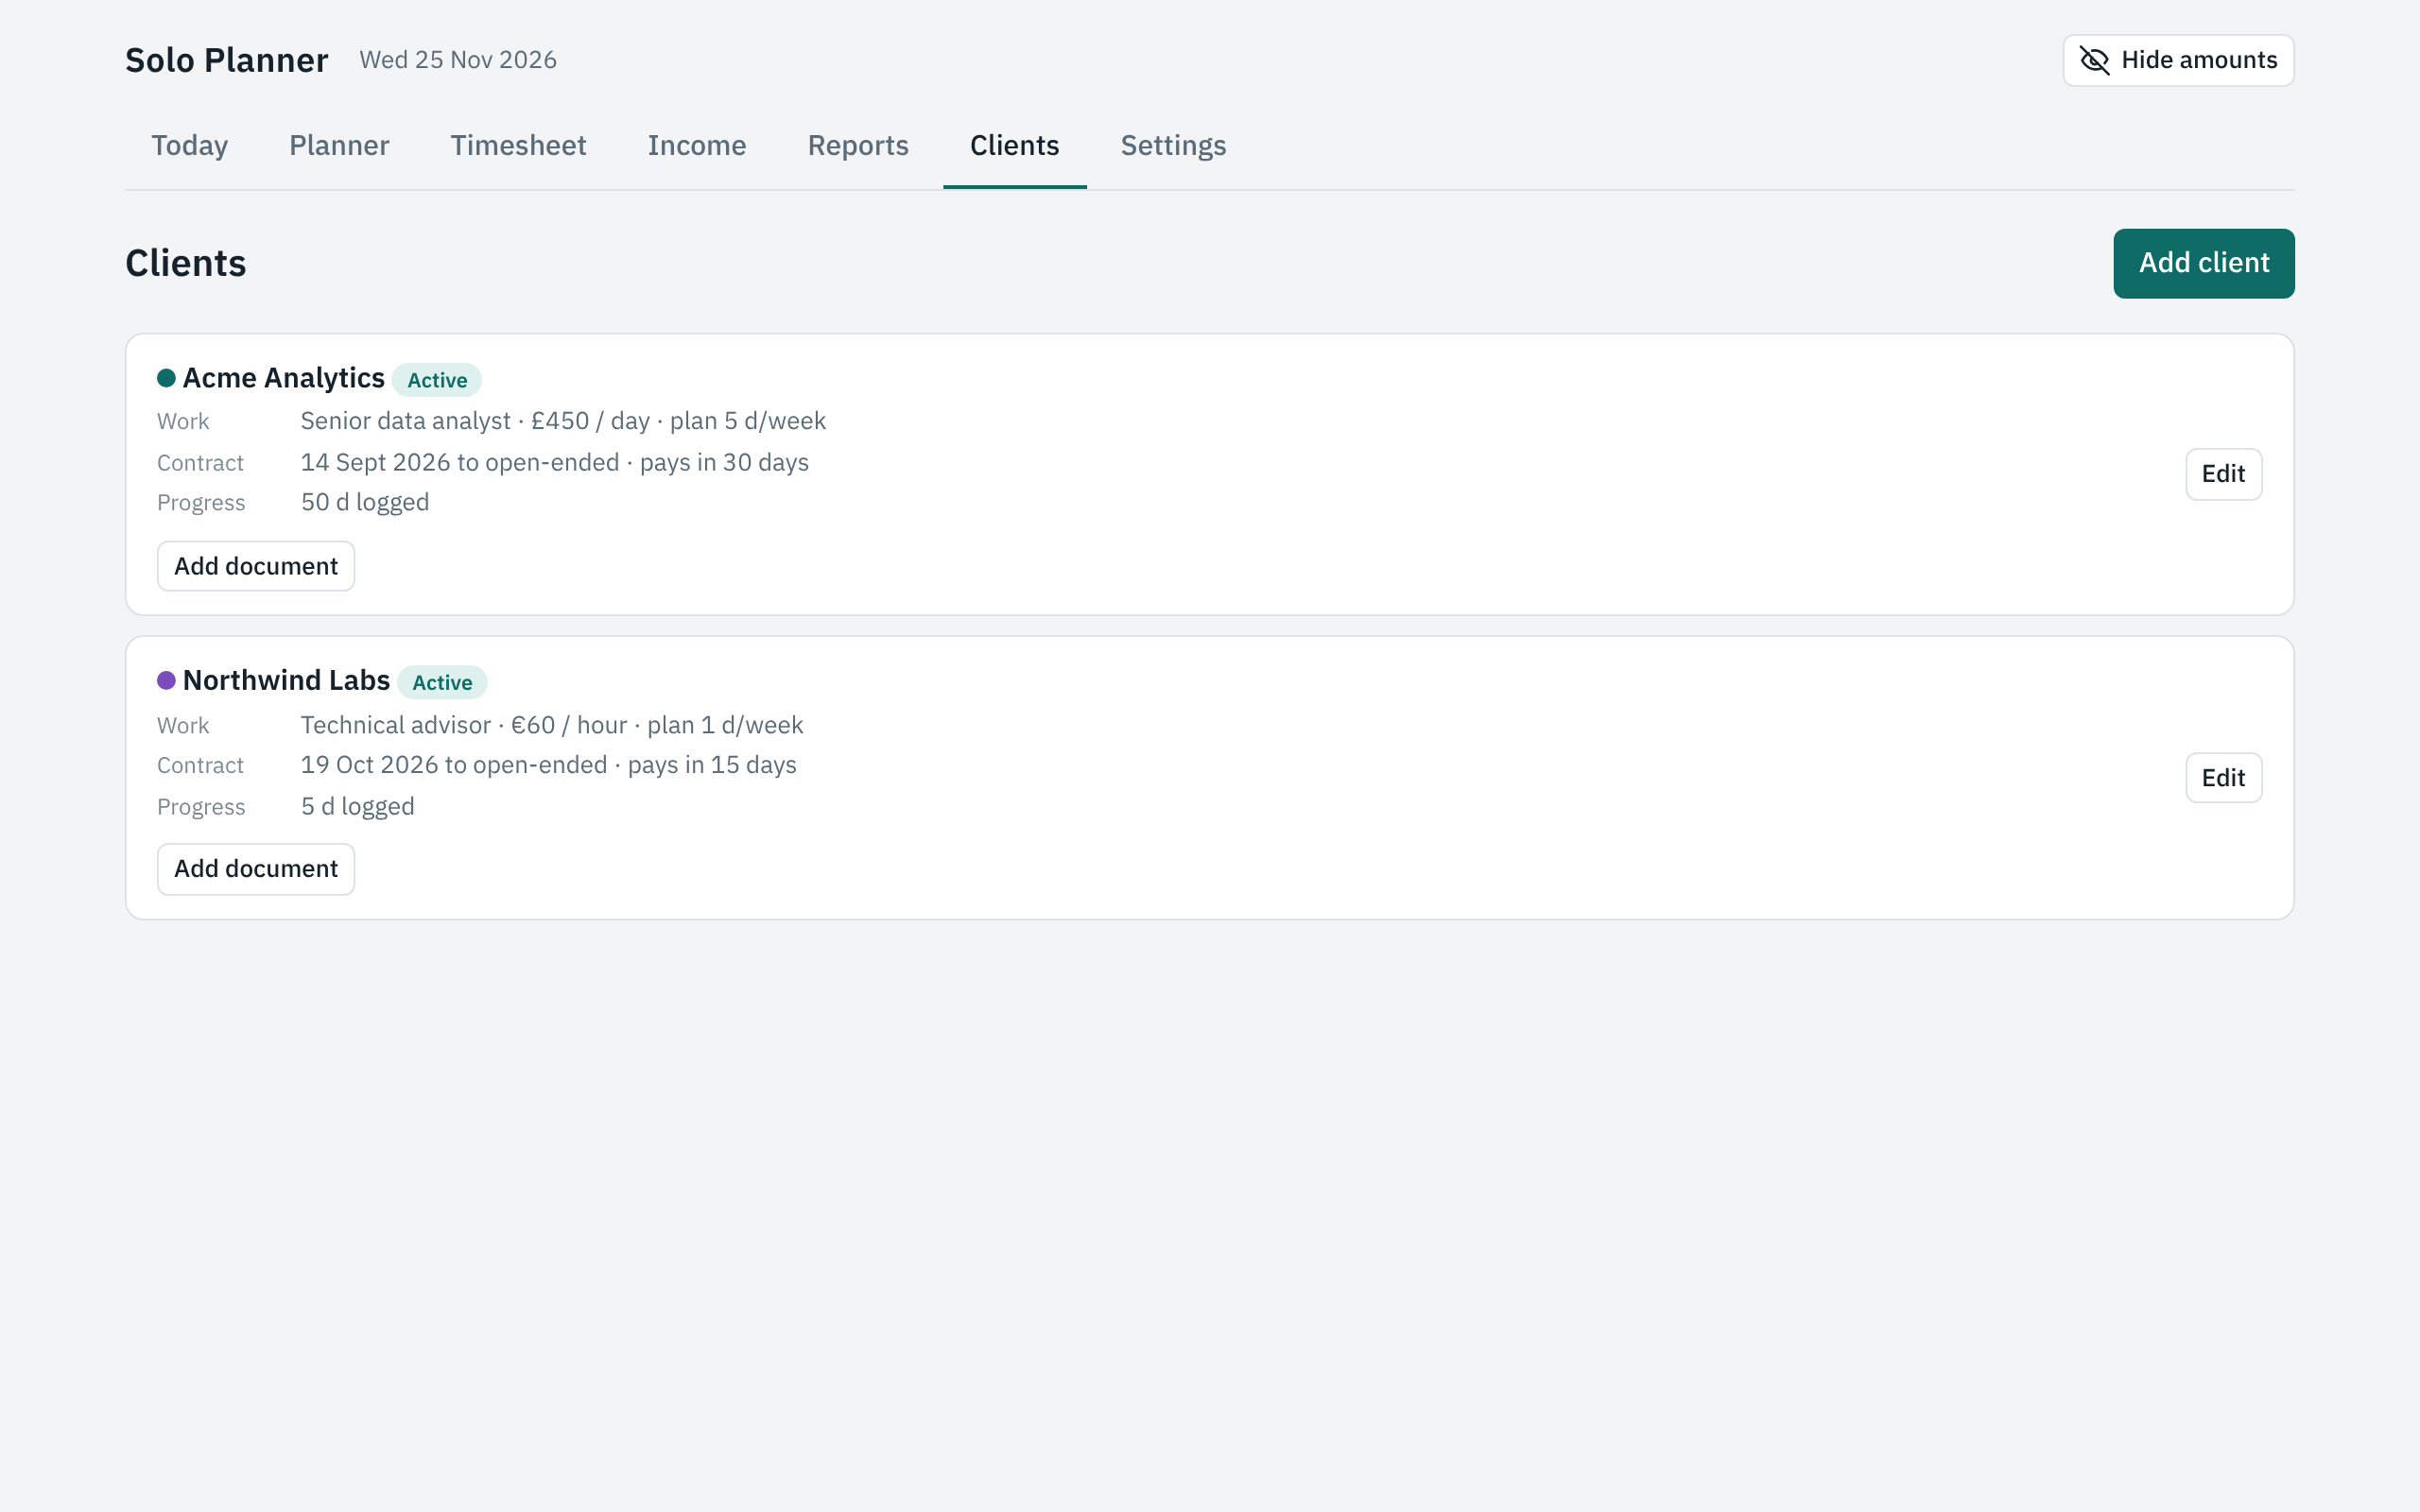 Solo Planner Wed 25 Nov 2026 Hide amounts
Today Planner Timesheet Income Reports Clients Settings
Clients Add client
Acme Analytics Active
Work Senior data analyst · £450 / day · plan 5 d/week
Contract 14 Sept 2026 to open-ended · pays in 30 days
Edit
Progress 50 d logged
Add document
Northwind Labs Active
Work Technical advisor · €60 / hour · plan 1 d/week
Contract 19 Oct 2026 to open-ended · pays in 15 days
Edit
Progress 5 d logged
Add document